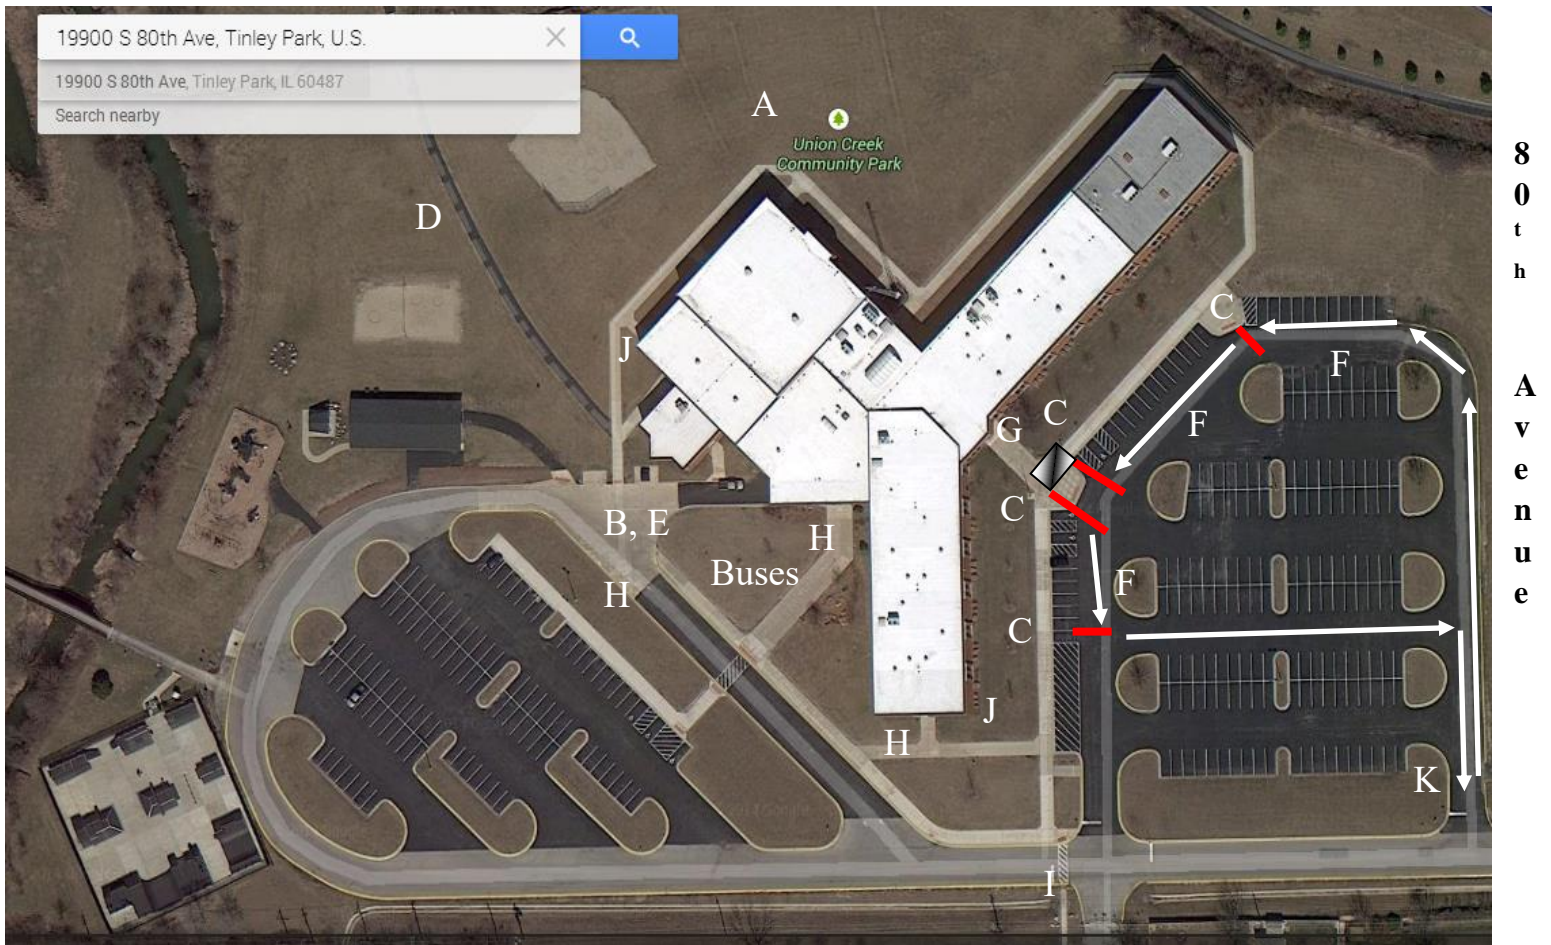 19900 S 80th Ave, Tinley Park, U.S.
19900 S 80th Ave, Tinley Park, IL 60487
Search nearby
A
Union Creek
Community Park
D
J
C
F
F
C
G
C
B, E
H
Buses
H
F
C
J
H
K
I
8
0
t
h
A
v
e
n
u
e